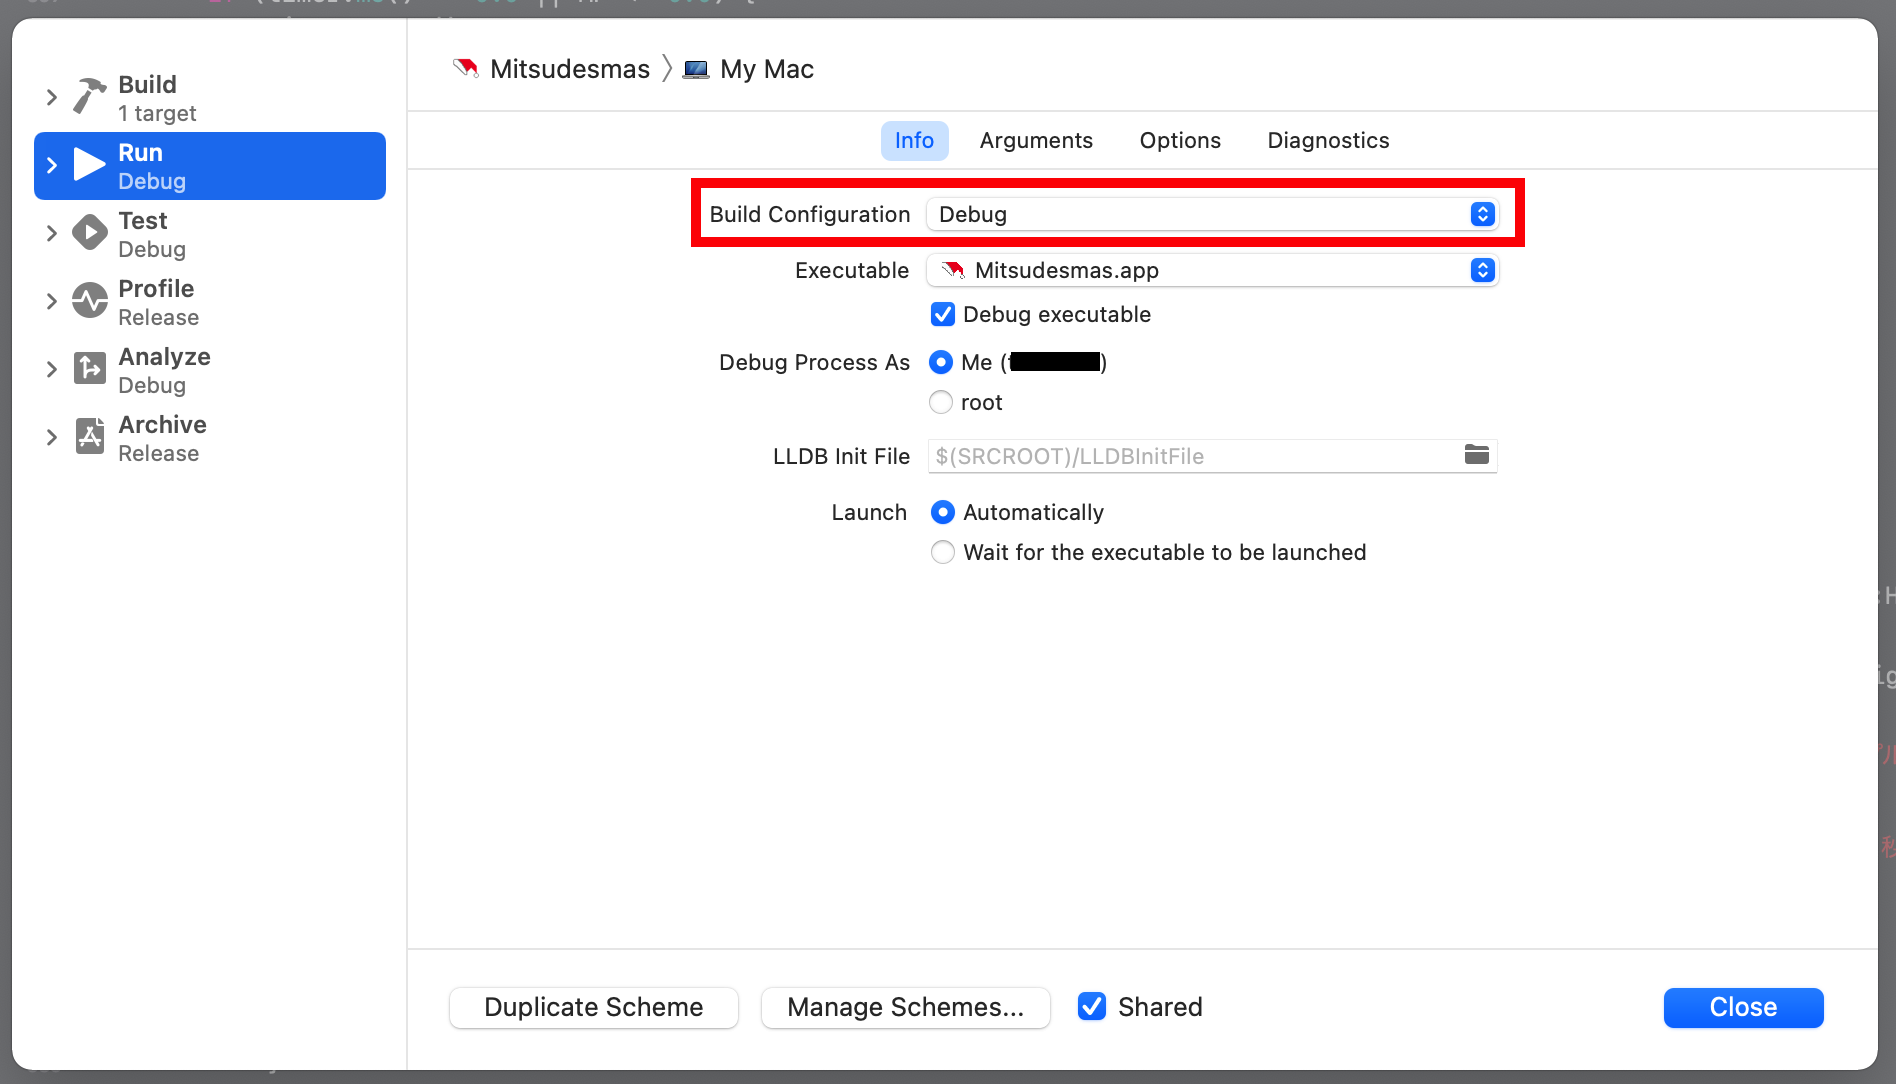 Build
1 target
Run
Debug
Test
Debug
Profile
Release
Analyze
Debug
Archive
Release
Mitsudesmas 〉 My Mac
Info Arguments Options Diagnostics
Build Configuration Debug
Executable Mitsudesmas.app
Debug executable
Debug Process As Me ( )
root
LLDB Init File $(SRCROOT)/LLDBInitFile
Launch Automatically
Wait for the executable to be launched
Duplicate Scheme Manage Schemes... Shared Close